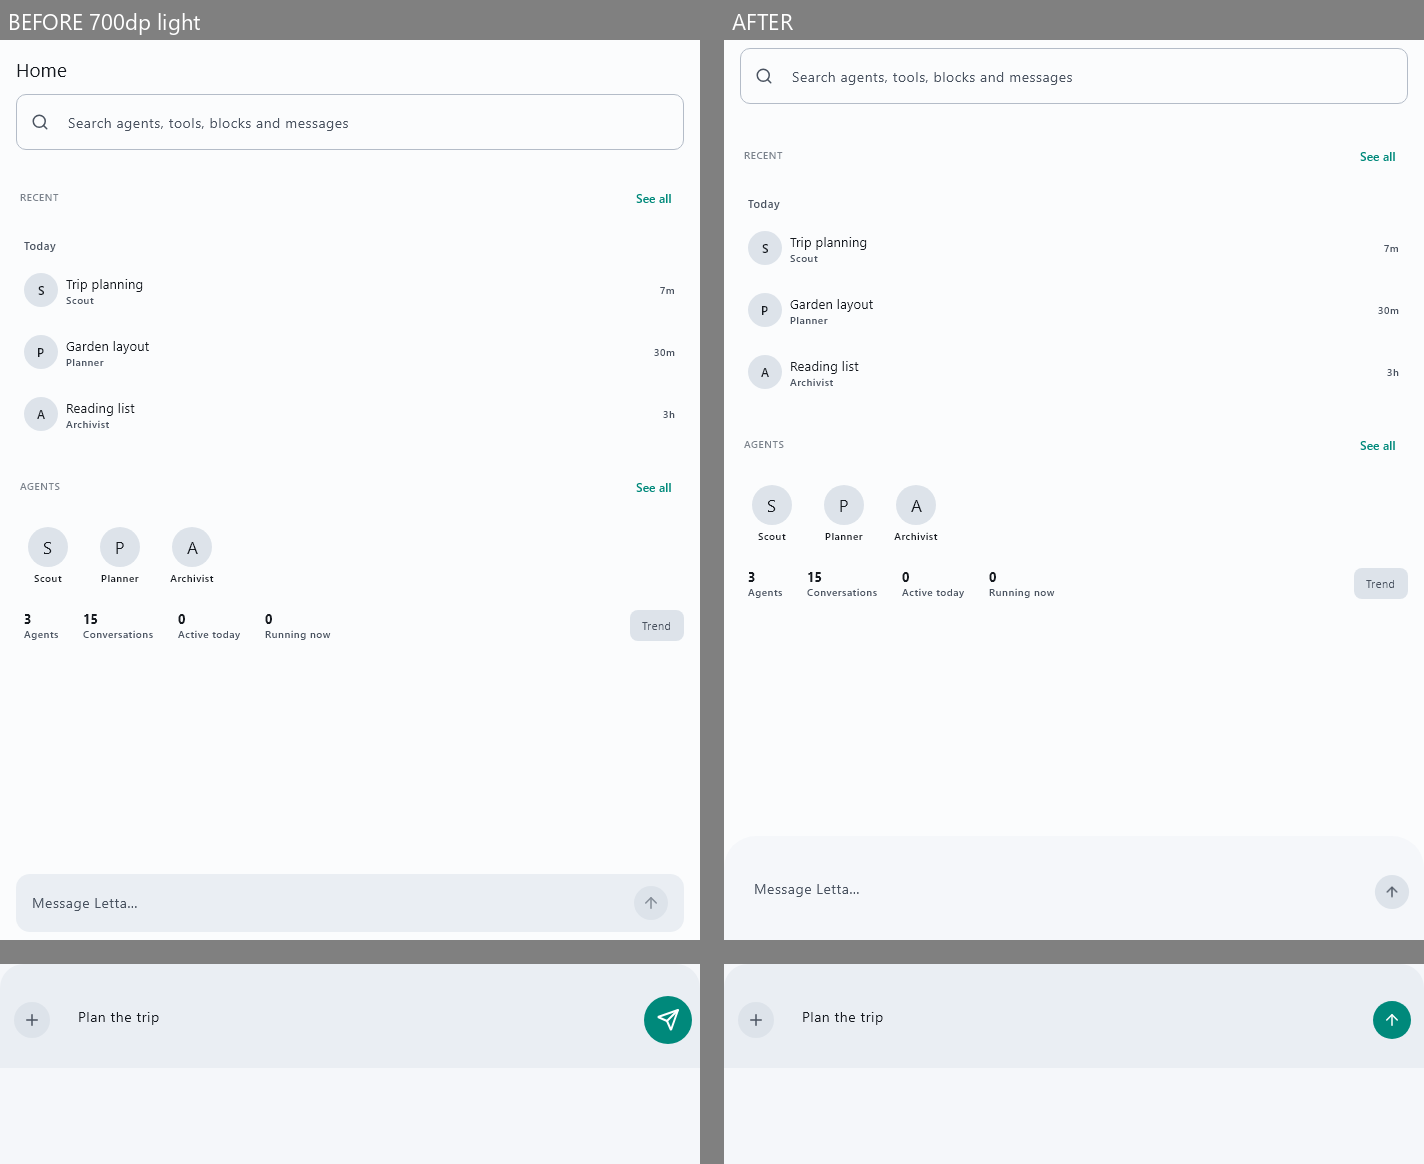 BEFORE 700dp light
Home
Search agents, tools, blocks and messages
RECENT
See all
Today
S
Trip planning
Scout
7m
P
Garden layout
Planner
30m
A
Reading list
Archivist
3h
AGENTS
See all
S
P
A
Scout
Planner
Archivist
3
15
0
0
Agents
Conversations
Active today
Running now
Trend
Message Letta...
Plan the trip
AFTER
Search agents, tools, blocks and messages
RECENT
See all
Today
S
Trip planning
Scout
7m
P
Garden layout
Planner
30m
A
Reading list
Archivist
3h
AGENTS
See all
S
P
A
Scout
Planner
Archivist
3
15
0
0
Agents
Conversations
Active today
Running now
Trend
Message Letta...
Plan the trip